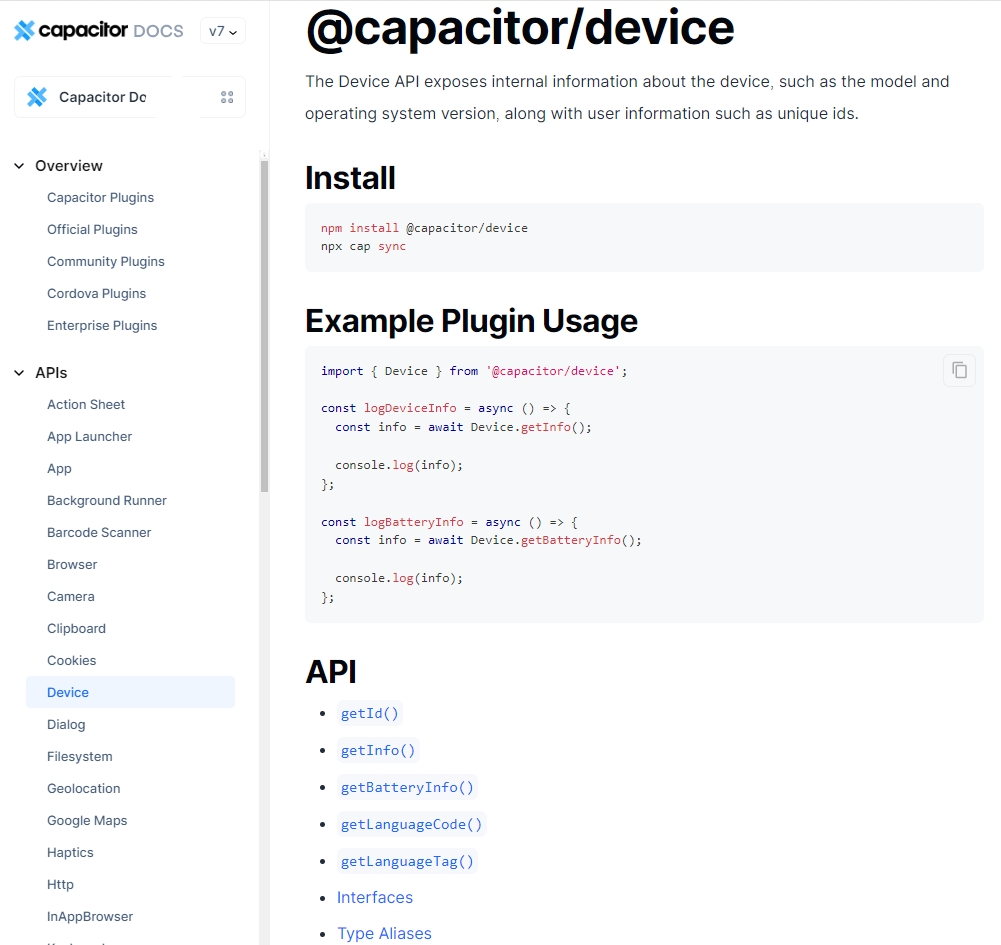 capacitor DOCS
v7
Capacitor Dc
Overview
Capacitor Plugins
Official Plugins
Community Plugins
Cordova Plugins
Enterprise Plugins
APIs
Action Sheet
App Launcher
App
Background Runner
Barcode Scanner
Browser
Camera
Clipboard
Cookies
Device
Dialog
Filesystem
Geolocation
Google Maps
Haptics
Http
InAppBrowser
@capacitor/device
The Device API exposes internal information about the device, such as the model and
operating system version, along with user information such as unique ids.
Install
npm install @capacitor/device
npx cap sync
Example Plugin Usage
import { Device } from '@capacitor/device';
const logDeviceInfo = async () => {
const info = await Device.getInfo();
console.log(info);
};
const logBatteryInfo = async () => {
const info = await Device.getBatteryInfo();
console.log(info);
};
API
getId()
getInfo()
getBatteryInfo()
getLanguageCode()
getLanguageTag()
Interfaces
Type Aliases